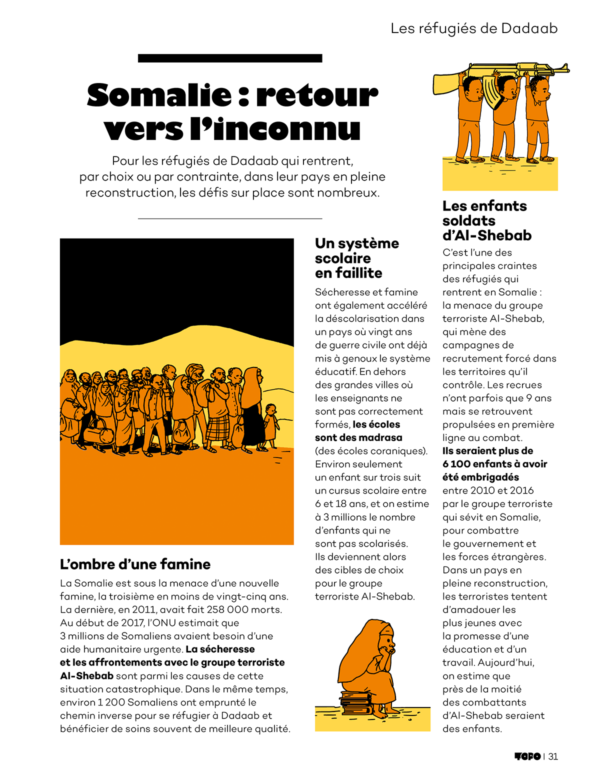 Les réfugiés de Dadaab
Somalie : retour
vers l’inconnu
Pour les réfugiés de Dadaab qui rentrent,
par choix ou par contrainte, dans leur pays en pleine
reconstruction, les défis sur place sont nombreux.
L’ombre d’une famine
La Somalie est sous la menace d’une nouvelle
famine, la troisième en moins de vingt-cinq ans.
La dernière, en 2011, avait fait 258 000 morts.
Au début de 2017, l’ONU estimait que
3 millions de Somaliens avaient besoin d’une
aide humanitaire urgente. La sécheresse
et les affrontements avec le groupe terroriste
Al-Shebab sont parmi les causes de cette
situation catastrophique. Dans le même temps,
environ 1 200 Somaliens ont emprunté le
chemin inverse pour se réfugier à Dadaab et
bénéficier de soins souvent de meilleure qualité.
Un système
scolaire
en faillite
Sécheresse et famine
ont également accéléré
la déscolarisation dans
un pays où vingt ans
de guerre civile ont déjà
mis à genoux le système
éducatif. En dehors
des grandes villes où
les enseignants ne
sont pas correctement
formés, les écoles
sont des madrasa
(des écoles coraniques).
Environ seulement
un enfant sur trois suit
un cursus scolaire entre
6 et 18 ans, et on estime
à 3 millions le nombre
d’enfants qui ne
sont pas scolarisés.
Ils deviennent alors
des cibles de choix
pour le groupe
terroriste Al-Shebab.
Les enfants
soldats
d’Al-Shebab
C’est l’une des
principales craintes
des réfugiés qui
rentrent en Somalie :
la menace du groupe
terroriste Al-Shebab,
qui mène des
campagnes de
recrutement forcé dans
les territoires qu’il
contrôle. Les recrues
n’ont parfois que 9 ans
mais se retrouvent
propulsées en première
ligne au combat.
Ils seraient plus de
6 100 enfants à avoir
été embrigadés
entre 2010 et 2016
par le groupe terroriste
qui sévit en Somalie,
pour combattre
le gouvernement et
les forces étrangères.
Dans un pays en
pleine reconstruction,
les terroristes tentent
d’amadouer les
plus jeunes avec
la promesse d’une
éducation et d’un
travail. Aujourd’hui,
on estime que
près de la moitié
des combattants
d’Al-Shebab seraient
des enfants.
TOPO | 31